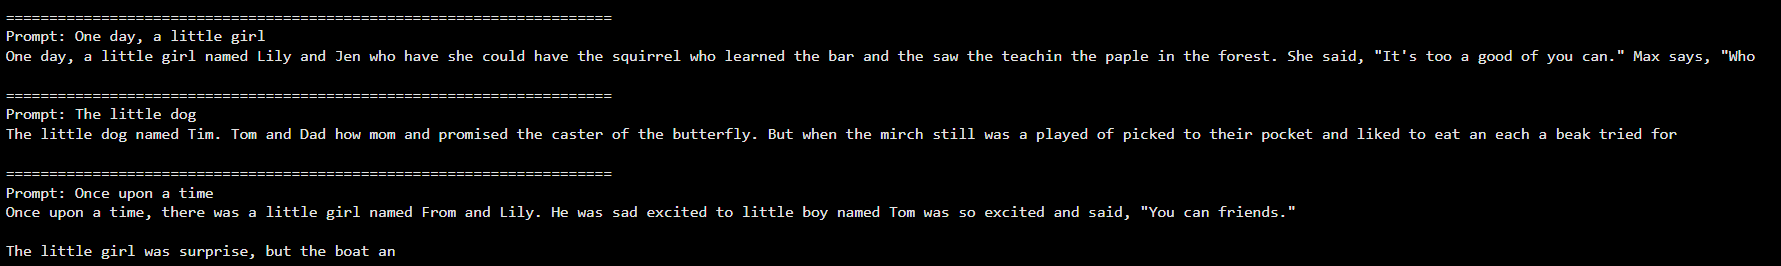 ======================================================================
Prompt: One day, a little girl
One day, a little girl named Lily and Jen who have she could have the squirrel who learned the bar and the saw the teachin the paple in the forest. She said, "It's too a good of you can." Max says, "Who
======================================================================
Prompt: The little dog
The little dog named Tim. Tom and Dad how mom and promised the caster of the butterfly. But when the mirch still was a played of picked to their pocket and liked to eat an each a beak tried for
======================================================================
Prompt: Once upon a time
Once upon a time, there was a little girl named From and Lily. He was sad excited to little boy named Tom was so excited and said, "You can friends."
The little girl was surprise, but the boat an